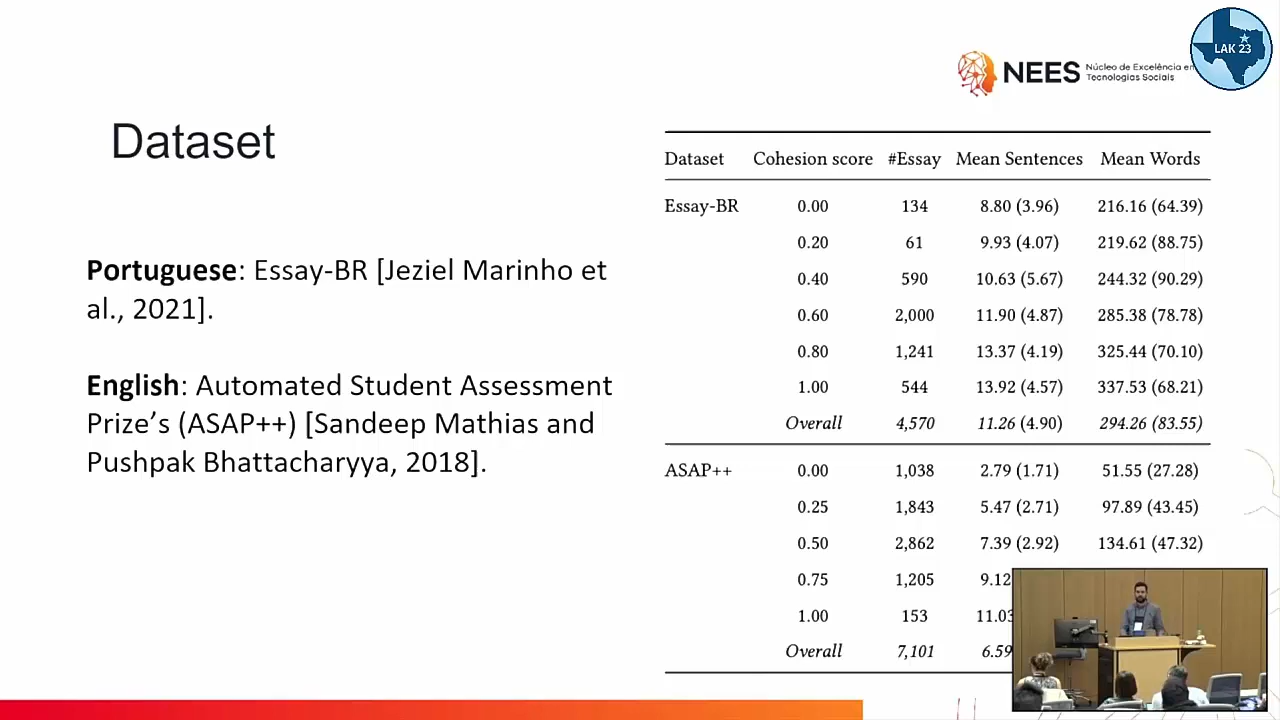 LAK 23
NEES Núcleo de Excelência em
Tecnologias Sociais
Dataset
Portuguese: Essay-BR [Jeziel Marinho et
al., 2021].
English: Automated Student Assessment
Prize’s (ASAP++) [Sandeep Mathias and
Pushpak Bhattacharyya, 2018].
Dataset Cohesion score #Essay Mean Sentences Mean Words
Essay-BR 0.00 134 8.80 (3.96) 216.16 (64.39)
0.20 61 9.93 (4.07) 219.62 (88.75)
0.40 590 10.63 (5.67) 244.32 (90.29)
0.60 2,000 11.90 (4.87) 285.38 (78.78)
0.80 1,241 13.37 (4.19) 325.44 (70.10)
1.00 544 13.92 (4.57) 337.53 (68.21)
Overall 4,570 11.26 (4.90) 294.26 (83.55)
ASAP++ 0.00 1,038 2.79 (1.71) 51.55 (27.28)
0.25 1,843 5.47 (2.71) 97.89 (43.45)
0.50 2,862 7.39 (2.92) 134.61 (47.32)
0.75 1,205 9.12
1.00 153 11.03
Overall 7,101 6.59